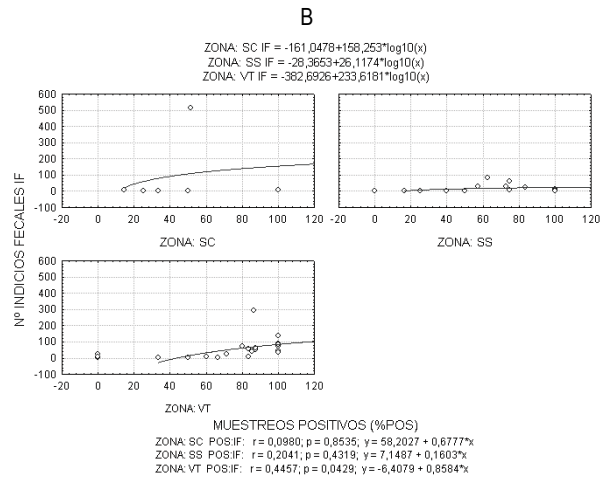 B
ZONA: SC IF = -161,0478+158,253*log10(x)
ZONA: SS IF = -28,3653+26,1174*log10(x)
ZONA: VT IF = -382,6926+233,6181*log10(x)
Nº INDICIOS FECALES IF
600
500
400
300
200
100
0
-100
-20 0 20 40 60 80 100 120
ZONA: SC
-20 0 20 40 60 80 100 120
ZONA: SS
600
500
400
300
200
100
0
-100
-20 0 20 40 60 80 100 120
ZONA: VT
MUESTREOS POSITIVOS (%POS)
ZONA: SC POS:IF: r = 0,0980; p = 0,8535; y = 58,2027 + 0,6777*x
ZONA: SS POS:IF: r = 0,2041; p = 0,4319; y = 7,1487 + 0,1603*x
ZONA: VT POS:IF: r = 0,4457; p = 0,0429; y = -6,4079 + 0,8584*x